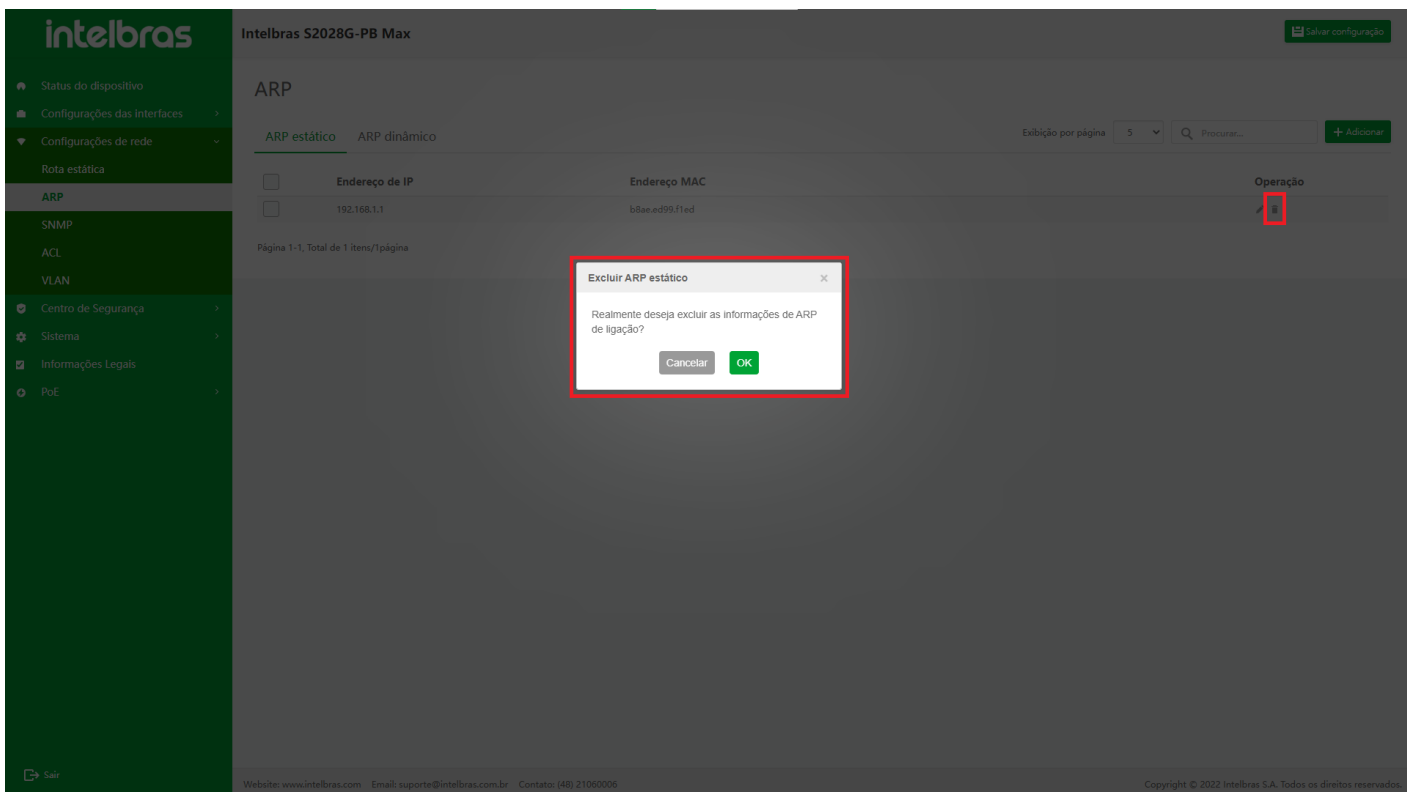 intelbras
Intelbras S2028G-PB Max
Salvar configuração
Status do dispositivo
Configurações das interfaces
Configurações de rede
Rota estática
ARP
SNMP
ACL
VLAN
Centro de Segurança
Sistema
Informações Legais
PoE
Sair
ARP
ARP estático ARP dinâmico
Exibição por página 5 Procurar... + Adicionar
Endereço de IP Endereço MAC Operação
192.168.1.1 b8ae.ed99.f1ed
Página 1-1, Total de 1 itens/1página
Excluir ARP estático ×
Realmente deseja excluir as informações de ARP
de ligação?
Cancelar OK
Website: www.intelbras.com Email: suporte@intelbras.com.br Contato: (48) 21060006
Copyright © 2022 Intelbras S.A. Todos os direitos reservados.